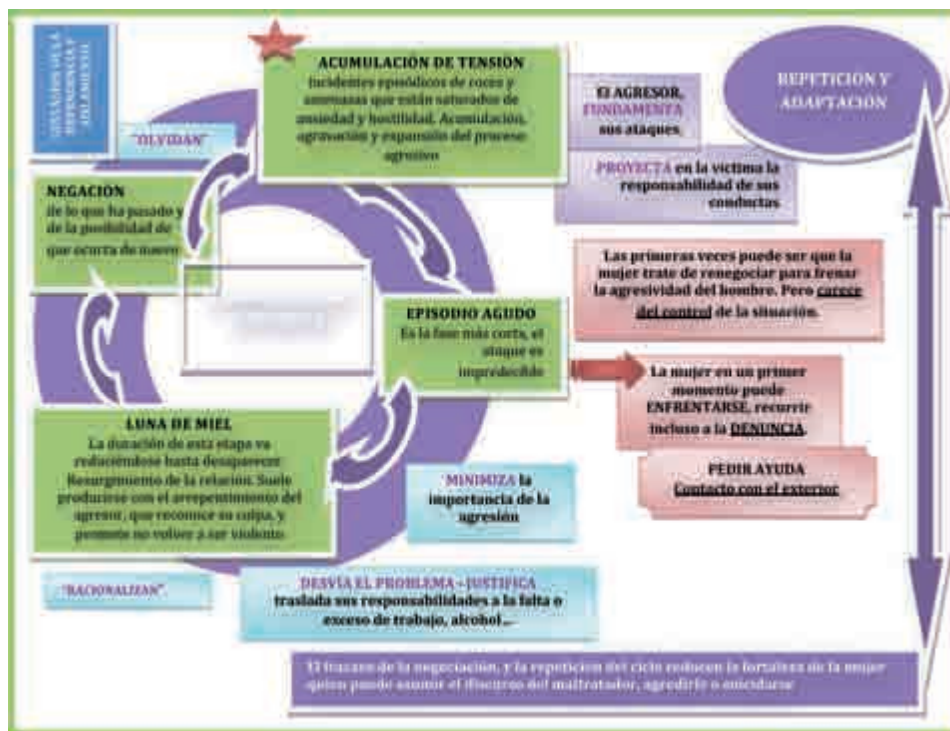 DEPENDENCIA Y
AISLAMIENTO
ACUMULACIÓN DE TENSIÓN
Incidentes episódicos de roces y
amenazas que están saturados de
ansiedad y hostilidad. Acumulación,
agravación y expansión del proceso
agresivo
El AGRESOR,
FUNDAMENTA
sus ataques
REPETICIÓN Y
ADAPTACIÓN
"OLVIDAN"
PROYECTA en la víctima la
responsabilidad de sus
conductas
NEGACIÓN
de lo que ha pasado y
de la posibilidad de
que ocurra de nuevo
Las primeras veces puede ser que la
mujer trate de renegociar para frenar
la agresividad del hombre. Pero carece
del control de la situación.
EPISODIO AGUDO
Es la fase más corta, el
ataque es
impredecible
La mujer en un primer
momento puede
ENFRENTARSE, recurrir
incluso a la DENUNCIA.
LUNA DE MIEL
La duración de esta etapa va
reduciéndose hasta desaparecer
Resurgimiento de la relación. Suele
producirse con el arrepentimiento del
agresor, que reconoce su culpa, y
promete no volver a ser violento
PEDIR AYUDA
Contacto con el exterior
MINIMIZA la
importancia de la
agresión
"RACIONALIZAN".
DESVÍA EL PROBLEMA - JUSTIFICA
traslada sus responsabilidades a la falta o
exceso de trabajo, alcohol...
El fracaso de la negociación, y la repetición del ciclo reducen la fortaleza de la mujer
quien puede asumir el discurso del maltratador, agredirle o suicidarse